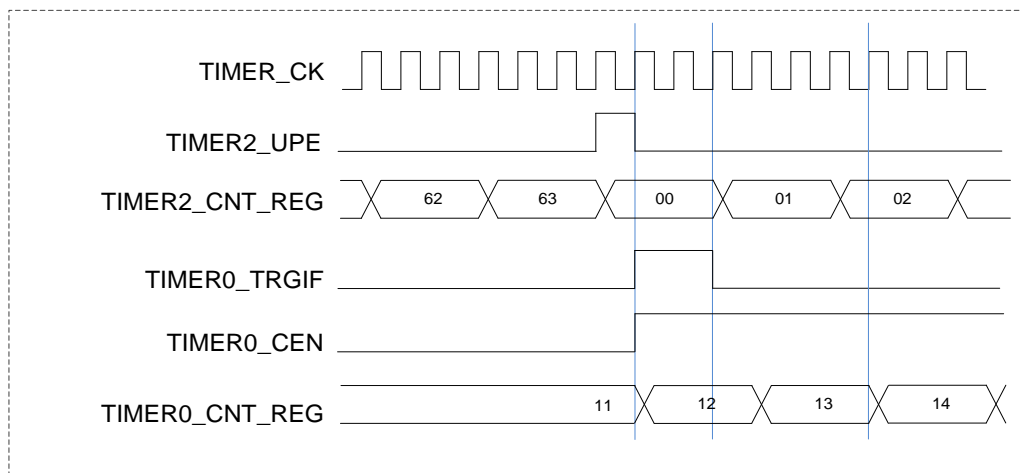 TIMER_CK
TIMER2_UPE
TIMER2_CNT_REG 62 63 00 01 02
TIMER0_TRGIF
TIMER0_CEN
TIMER0_CNT_REG 11 12 13 14